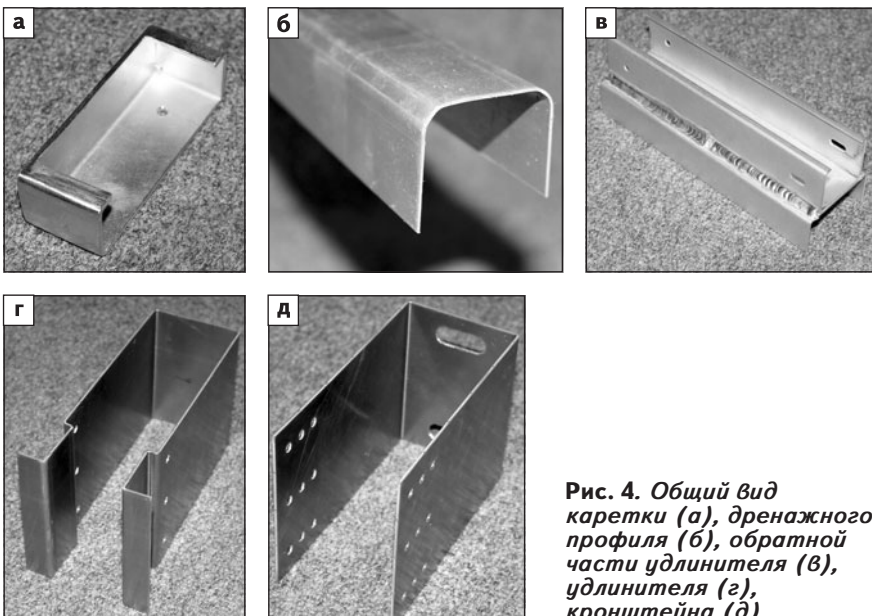 а
б
в
г
д
Рис. 4. Общий вид
каретки (а), дренажного
профиля (б), обратной
части удлинителя (в),
удлинителя (г),
кронштейна (д)